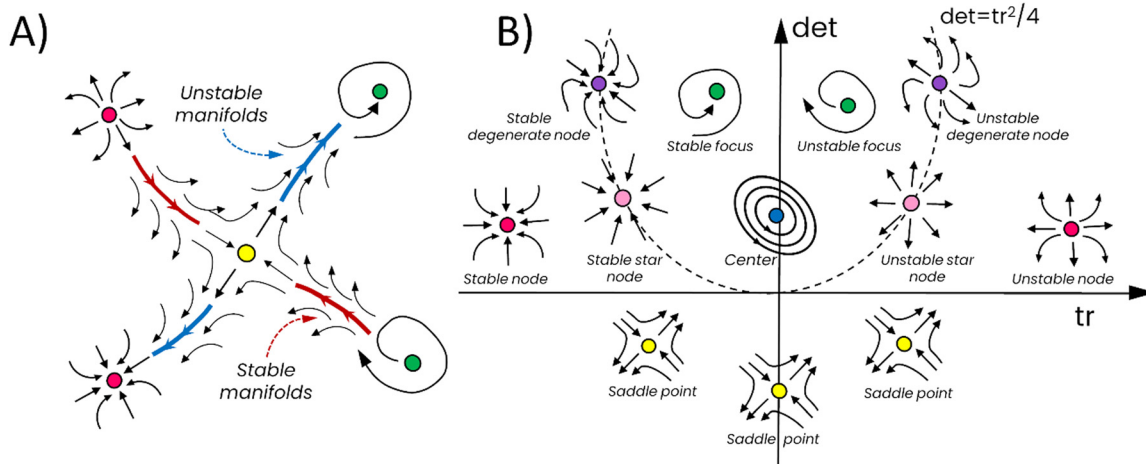 A)
Unstable
manifolds
Stable
manifolds
B)
det
det=tr²/4
Stable
degenerate node
Stable focus
Unstable focus
Unstable
degenerate node
Stable node
Stable star
node
Center
Unstable star
node
Unstable node
tr
Saddle point
Saddle point
Saddle point